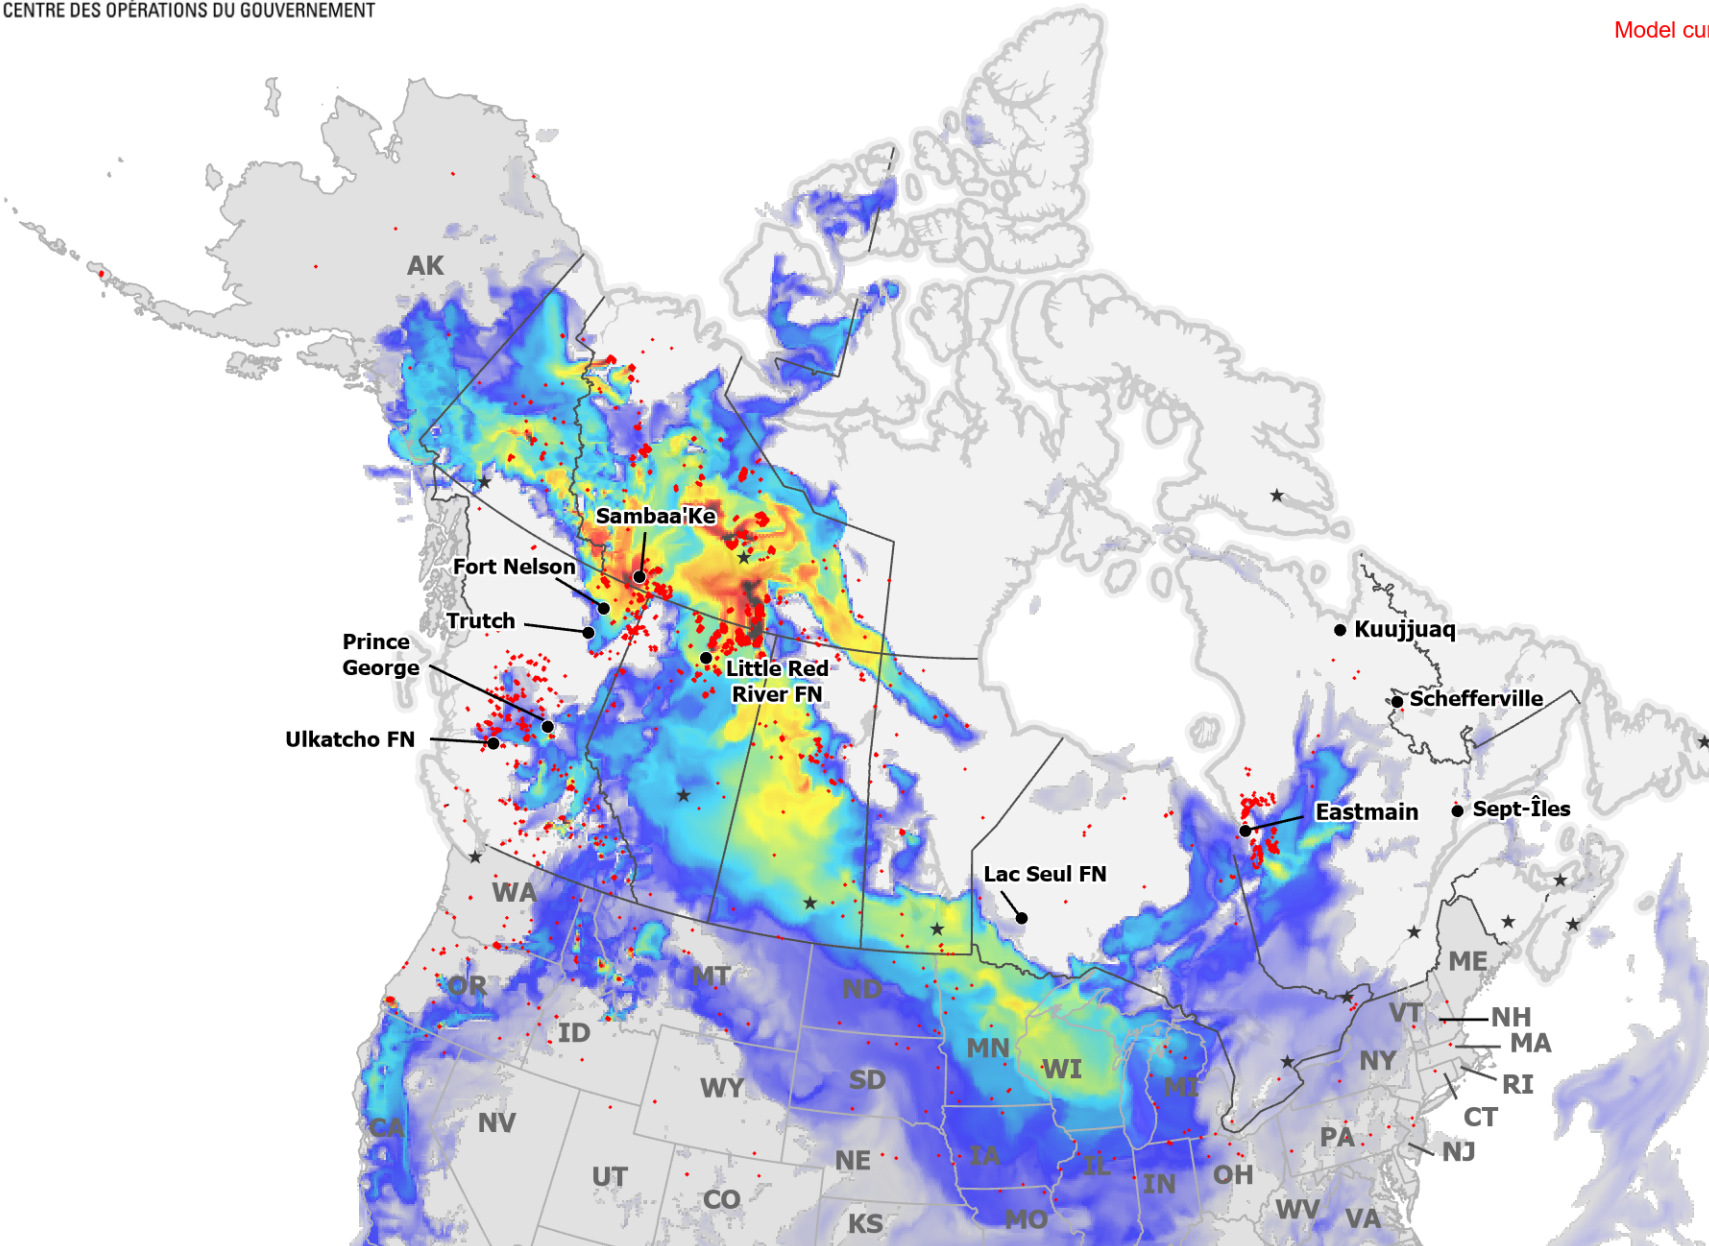 CENTRE DES OPÉRATIONS DU GOUVERNEMENT
Model cur
AK
Sambaa'Ke
Fort Nelson
Trutch
Prince
George
Ulkatcho FN
Little Red
River FN
Kuujjuaq
Schefferville
Eastmain
Sept-Îles
Lac Seul FN
WA
OR
MT
ND
ID
MN
WI
MI
SD
WY
NV
CA
UT
CO
NE
KS
IA
IL
IN
MO
OH
WV
VA
PA
NY
VT
ME
NH
MA
RI
CT
NJ